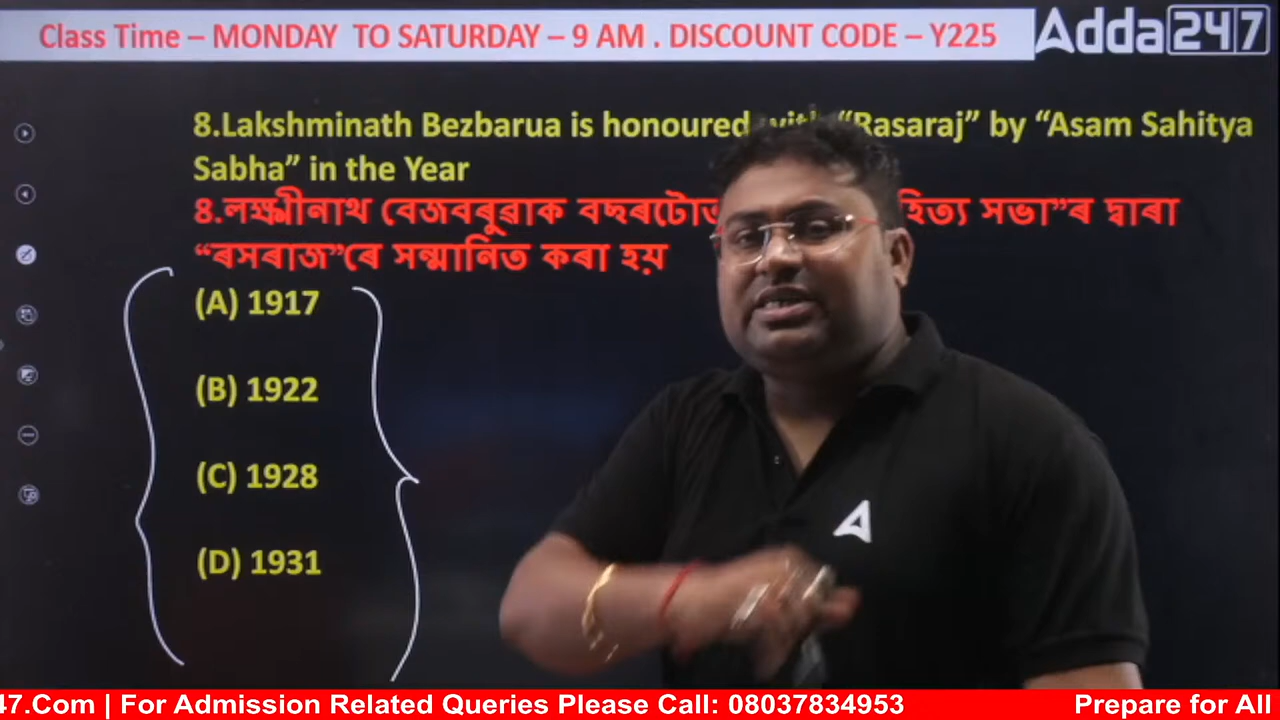 Class Time – MONDAY TO SATURDAY – 9 AM . DISCOUNT CODE – Y225
Adda247
8.Lakshminath Bezbarua is honoured with “Rasaraj” by “Asam Sahitya
Sabha” in the Year
8.লক্ষ্মীনাথ বেজবৰুৱাক সভা”ৰ দ্বাৰা
“ৰসৰাজ”ৰে সন্মানিত কৰা হয়
(A) 1917
(B) 1922
(C) 1928
(D) 1931
47.Com | For Admission Related Queries Please Call: 08037834953 Prepare for All